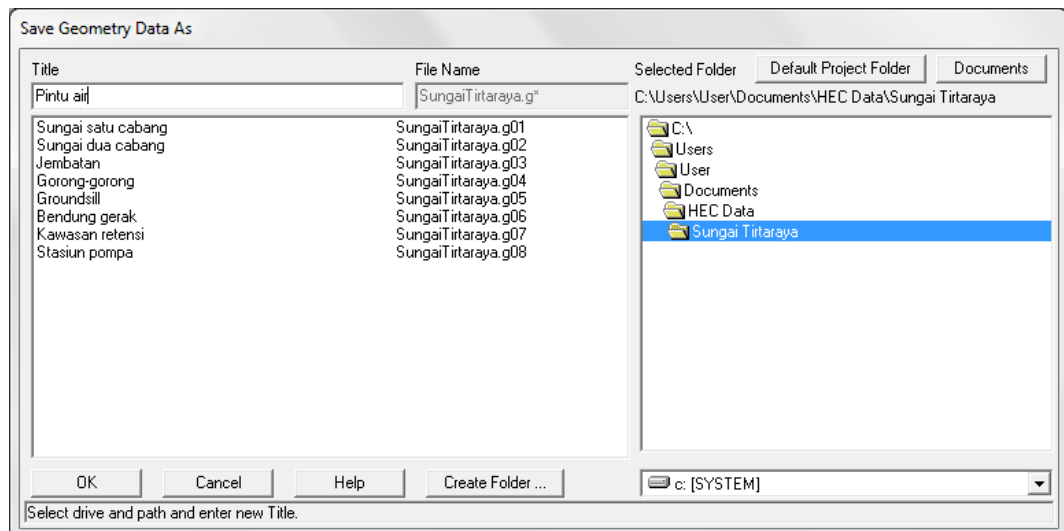 Save Geometry Data As
Title File Name Selected Folder Default Project Folder Documents
Pintu air SungaiTirtaraya.g* C:\Users\User\Documents\HEC Data\Sungai Tirtaraya
Sungai satu cabang SungaiTirtaraya.g01
Sungai dua cabang SungaiTirtaraya.g02
Jembatan SungaiTirtaraya.g03
Gorong-gorong SungaiTirtaraya.g04
Groundsill SungaiTirtaraya.g05
Bendung gerak SungaiTirtaraya.g06
Kawasan retensi SungaiTirtaraya.g07
Stasiun pompa SungaiTirtaraya.g08
C:\
Users
User
Documents
HEC Data
Sungai Tirtaraya
OK Cancel Help Create Folder ... c: [SYSTEM]
Select drive and path and enter new Title.